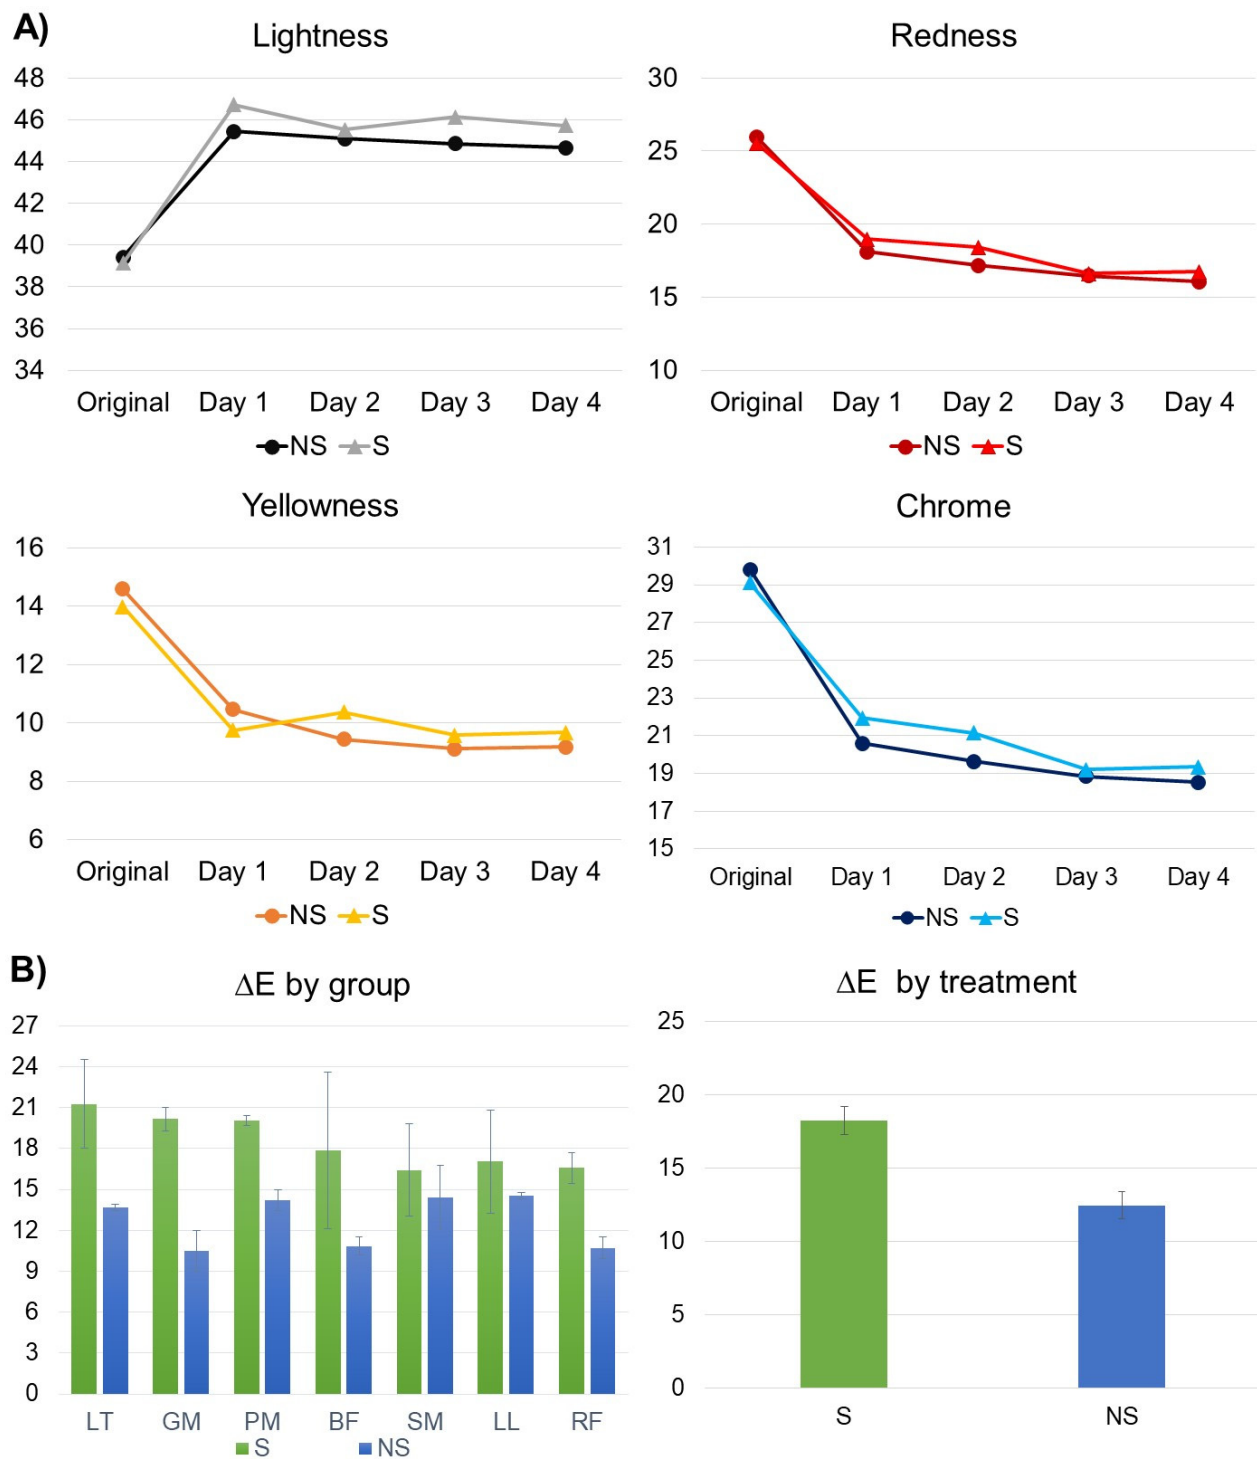 A)
Lightness
48
46
44
42
40
38
36
34
Original Day 1 Day 2 Day 3 Day 4
NS S
Redness
30
25
20
15
10
Original Day 1 Day 2 Day 3 Day 4
NS S
Yellowness
16
14
12
10
8
6
Original Day 1 Day 2 Day 3 Day 4
NS S
Chrome
31
29
27
25
23
21
19
17
15
Original Day 1 Day 2 Day 3 Day 4
NS S
B)
ΔE by group
27
24
21
18
15
12
9
6
3
0
LT GM PM BF SM LL RF
S NS
ΔE by treatment
25
20
15
10
5
0
S NS